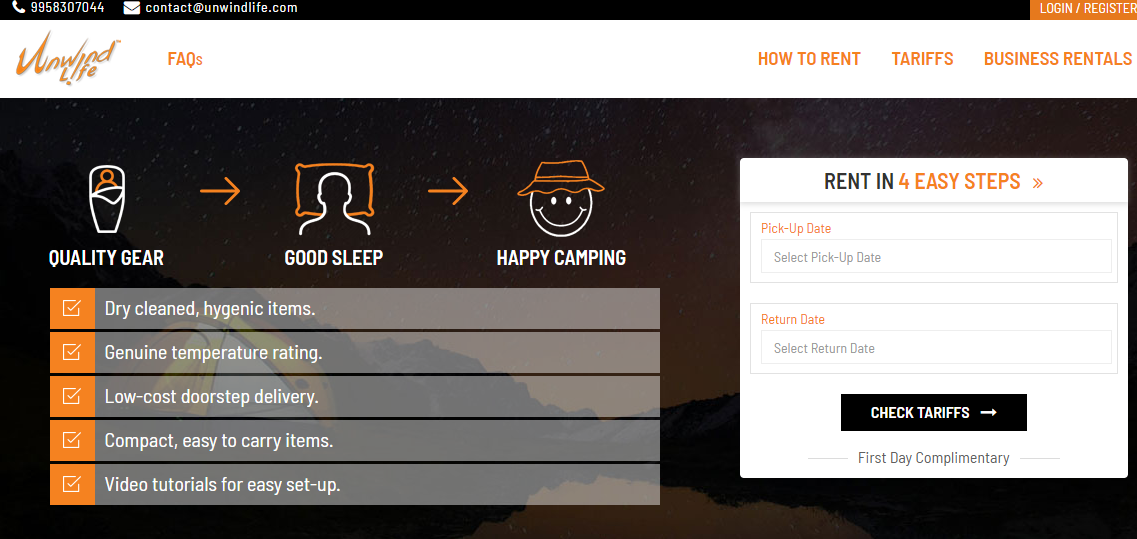 9958307044 contact@unwindlife.com LOGIN / REGISTER
Unwind Life™
FAQs HOW TO RENT TARIFFS BUSINESS RENTALS
QUALITY GEAR GOOD SLEEP HAPPY CAMPING
Dry cleaned, hygenic items.
Genuine temperature rating.
Low-cost doorstep delivery.
Compact, easy to carry items.
Video tutorials for easy set-up.
RENT IN 4 EASY STEPS »
Pick-Up Date
Select Pick-Up Date
Return Date
Select Return Date
CHECK TARIFFS
First Day Complimentary